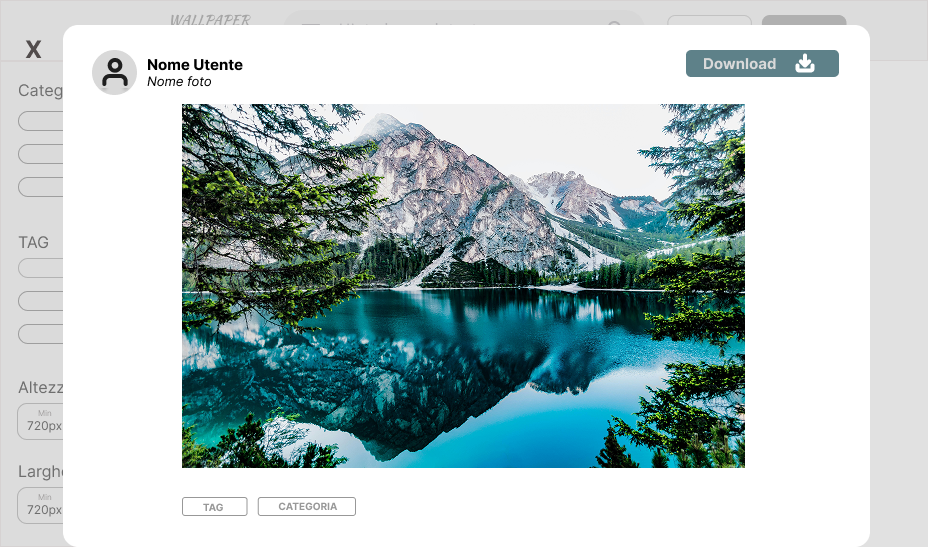 WALLPAPER
X
Nome Utente
Nome foto
Download
Categ
TAG
Altezz
Min
720px
Larghe
Min
720px
TAG
CATEGORIA